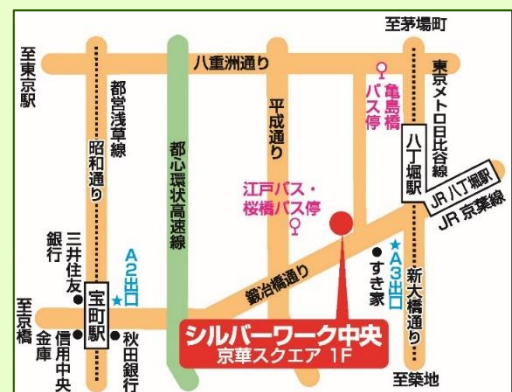 至茅場町
至東京駅
八重洲通り
都営浅草線
昭和通り
都心環状高速線
平成通り
亀島橋
バス停
東京メトロ日比谷線
八丁堀駅
JR 八丁堀駅
JR 京葉線
江戸バス・
桜橋バス停
三井住友
銀行
A2出口
★
宝町駅
至京橋
信用中央
金庫
秋田銀行
鍛冶橋通り
すき家
★A3出口
新大橋通り
シルバーワーク中央
京華スクエア 1F
至築地